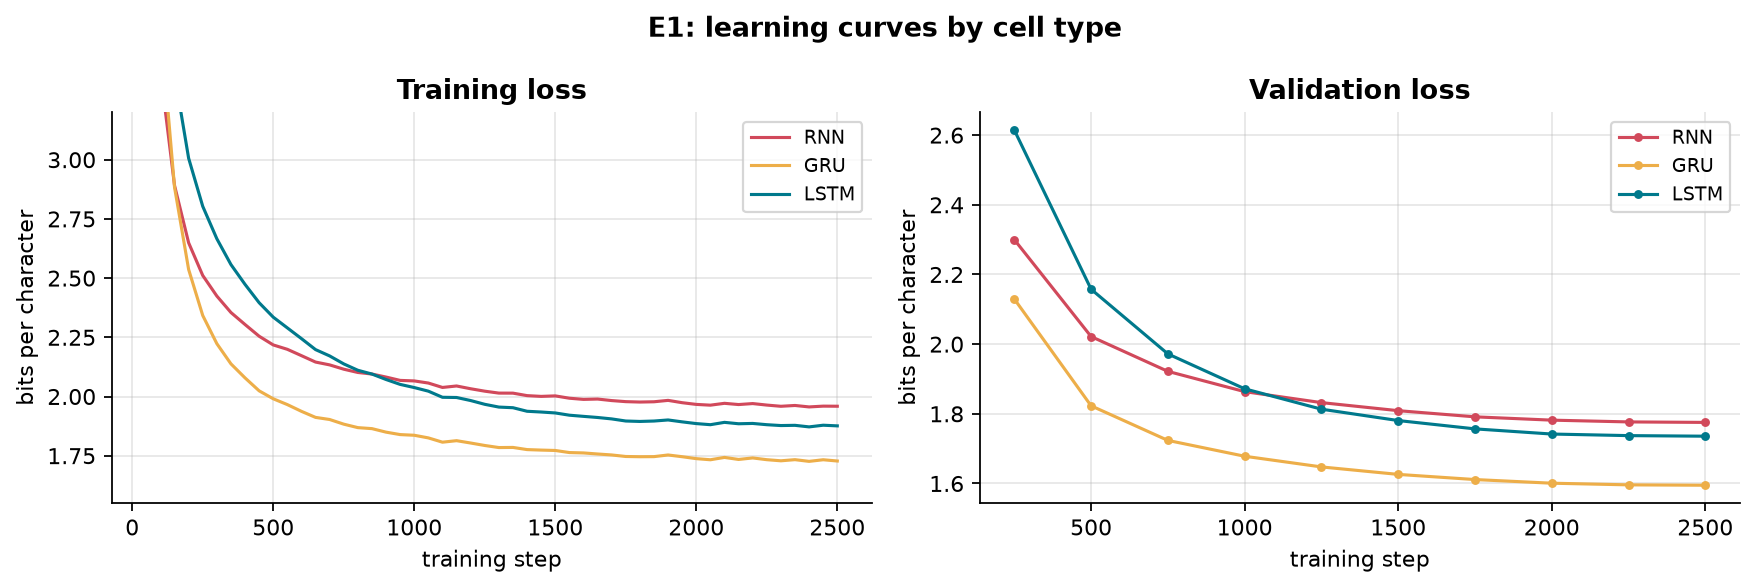 E1: learning curves by cell type
Training loss
bits per character
3.00
2.75
2.50
2.25
2.00
1.75
0 500 1000 1500 2000 2500
training step
RNN
GRU
LSTM
Validation loss
bits per character
2.6
2.4
2.2
2.0
1.8
1.6
500 1000 1500 2000 2500
training step
RNN
GRU
LSTM